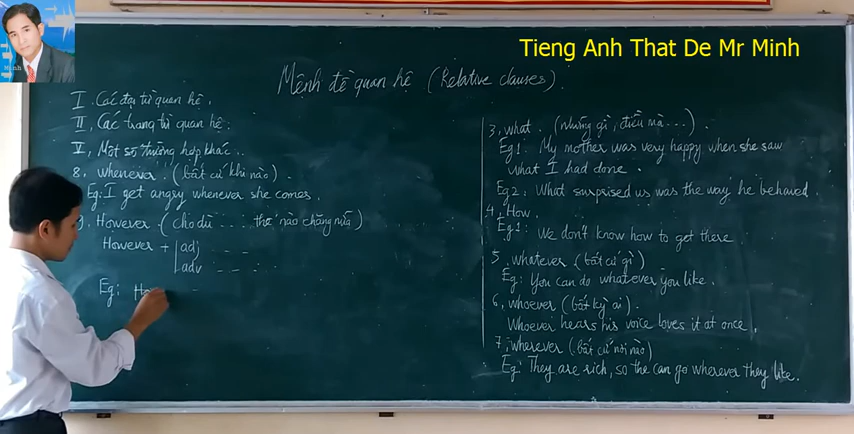 Tieng Anh That De Mr Minh
Mệnh đề quan hệ (Relative clauses).
I. Các đại từ quan hệ.
II, Các trạng từ quan hệ.
V, Một số trường hợp khác..
8. whenever. (bất cứ khi nào).
Eg: I get angry whenever she comes.
However. (cho dù ... thế nào chăng nữa)
However + adj _ _
adv _ _ .
Eg: Ho
3, what. (những gì, điều mà ...).
Eg1. My mother was very happy when she saw
what I had done.
Eg2: What surprised us was the way he behaved.
4, How.
Eg1: We don't know how to get there.
5, whatever (bất cứ gì)
Eg: You can do whatever you like.
6, whoever (bất kỳ ai).
Whoever hears his voice loves it at once.
7, wherever (bất cứ nơi nào)
Eg: They are rich, so the can go wherever they like.